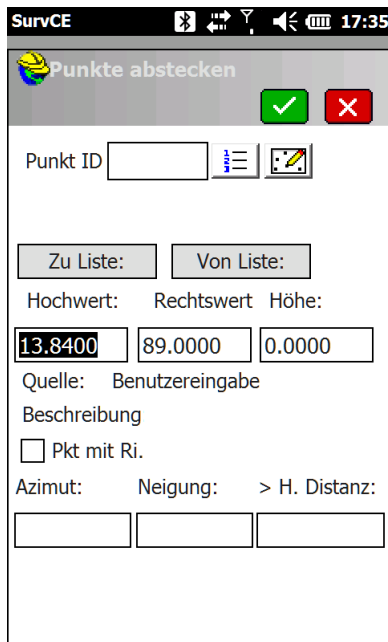 SurvCE 17:35
Punkte abstecken
Punkt ID
Zu Liste: Von Liste:
Hochwert: Rechtswert Höhe:
13.8400 89.0000 0.0000
Quelle: Benutzereingabe
Beschreibung
Pkt mit Ri.
Azimut: Neigung: > H. Distanz: